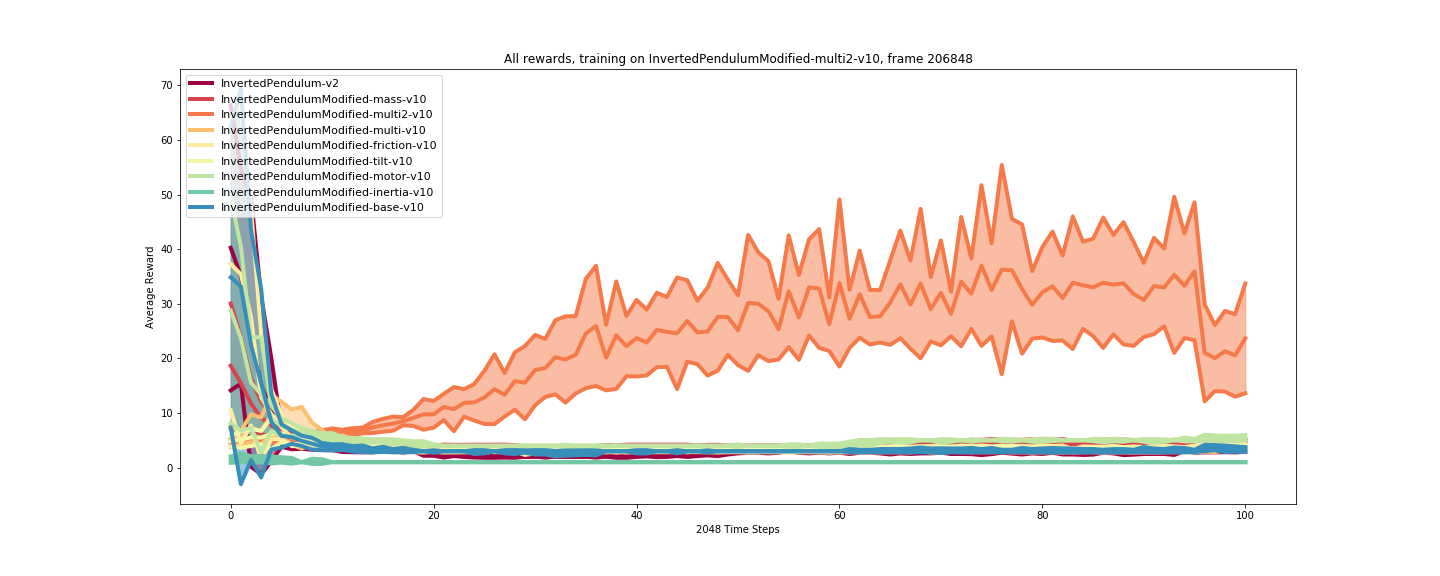 All rewards, training on InvertedPendulumModified-multi2-v10, frame 206848
70
60
50
40
30
20
10
0
Average Reward
InvertedPendulum-v2
InvertedPendulumModified-mass-v10
InvertedPendulumModified-multi2-v10
InvertedPendulumModified-multi-v10
InvertedPendulumModified-friction-v10
InvertedPendulumModified-tilt-v10
InvertedPendulumModified-motor-v10
InvertedPendulumModified-inertia-v10
InvertedPendulumModified-base-v10
0 20 40 60 80 100
2048 Time Steps